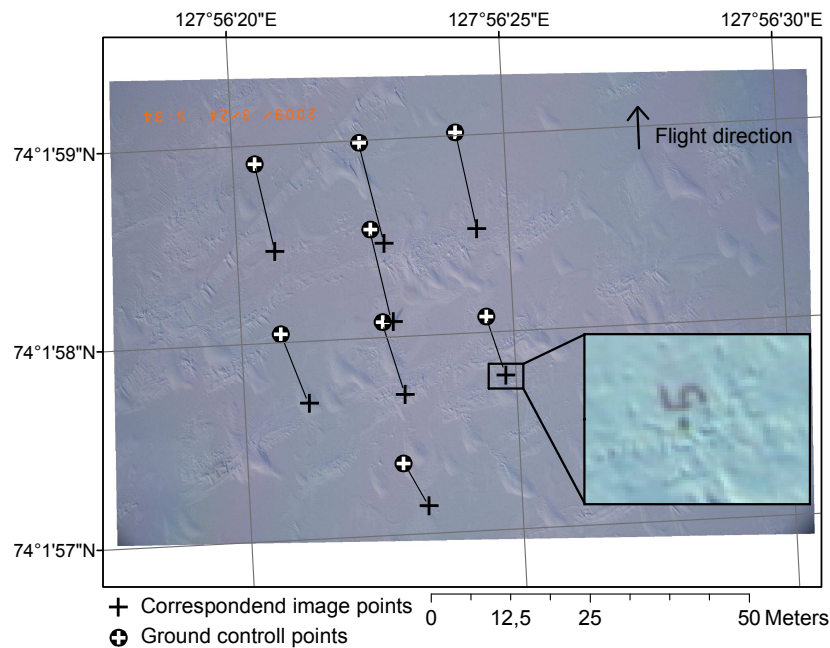 127°56'20"E 127°56'25"E 127°56'30"E
Flight direction
74°1'59"N
74°1'58"N
5
74°1'57"N
Correspondend image points
Ground controll points
0 12,5 25 50 Meters